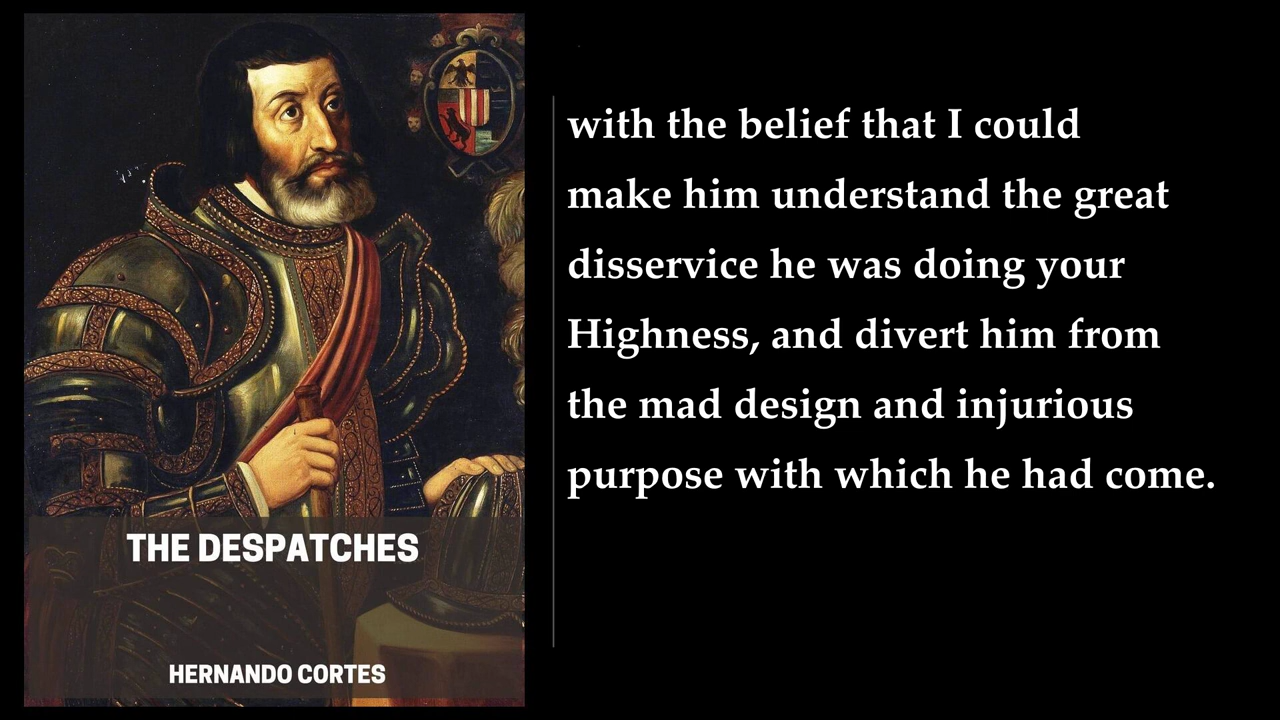 THE DESPATCHES
HERNANDO CORTES
with the belief that I could
make him understand the great
disservice he was doing your
Highness, and divert him from
the mad design and injurious
purpose with which he had come.